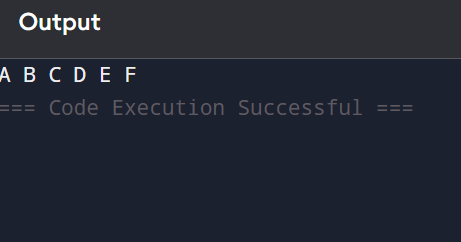 Output
A B C D E F
=== Code Execution Successful ===